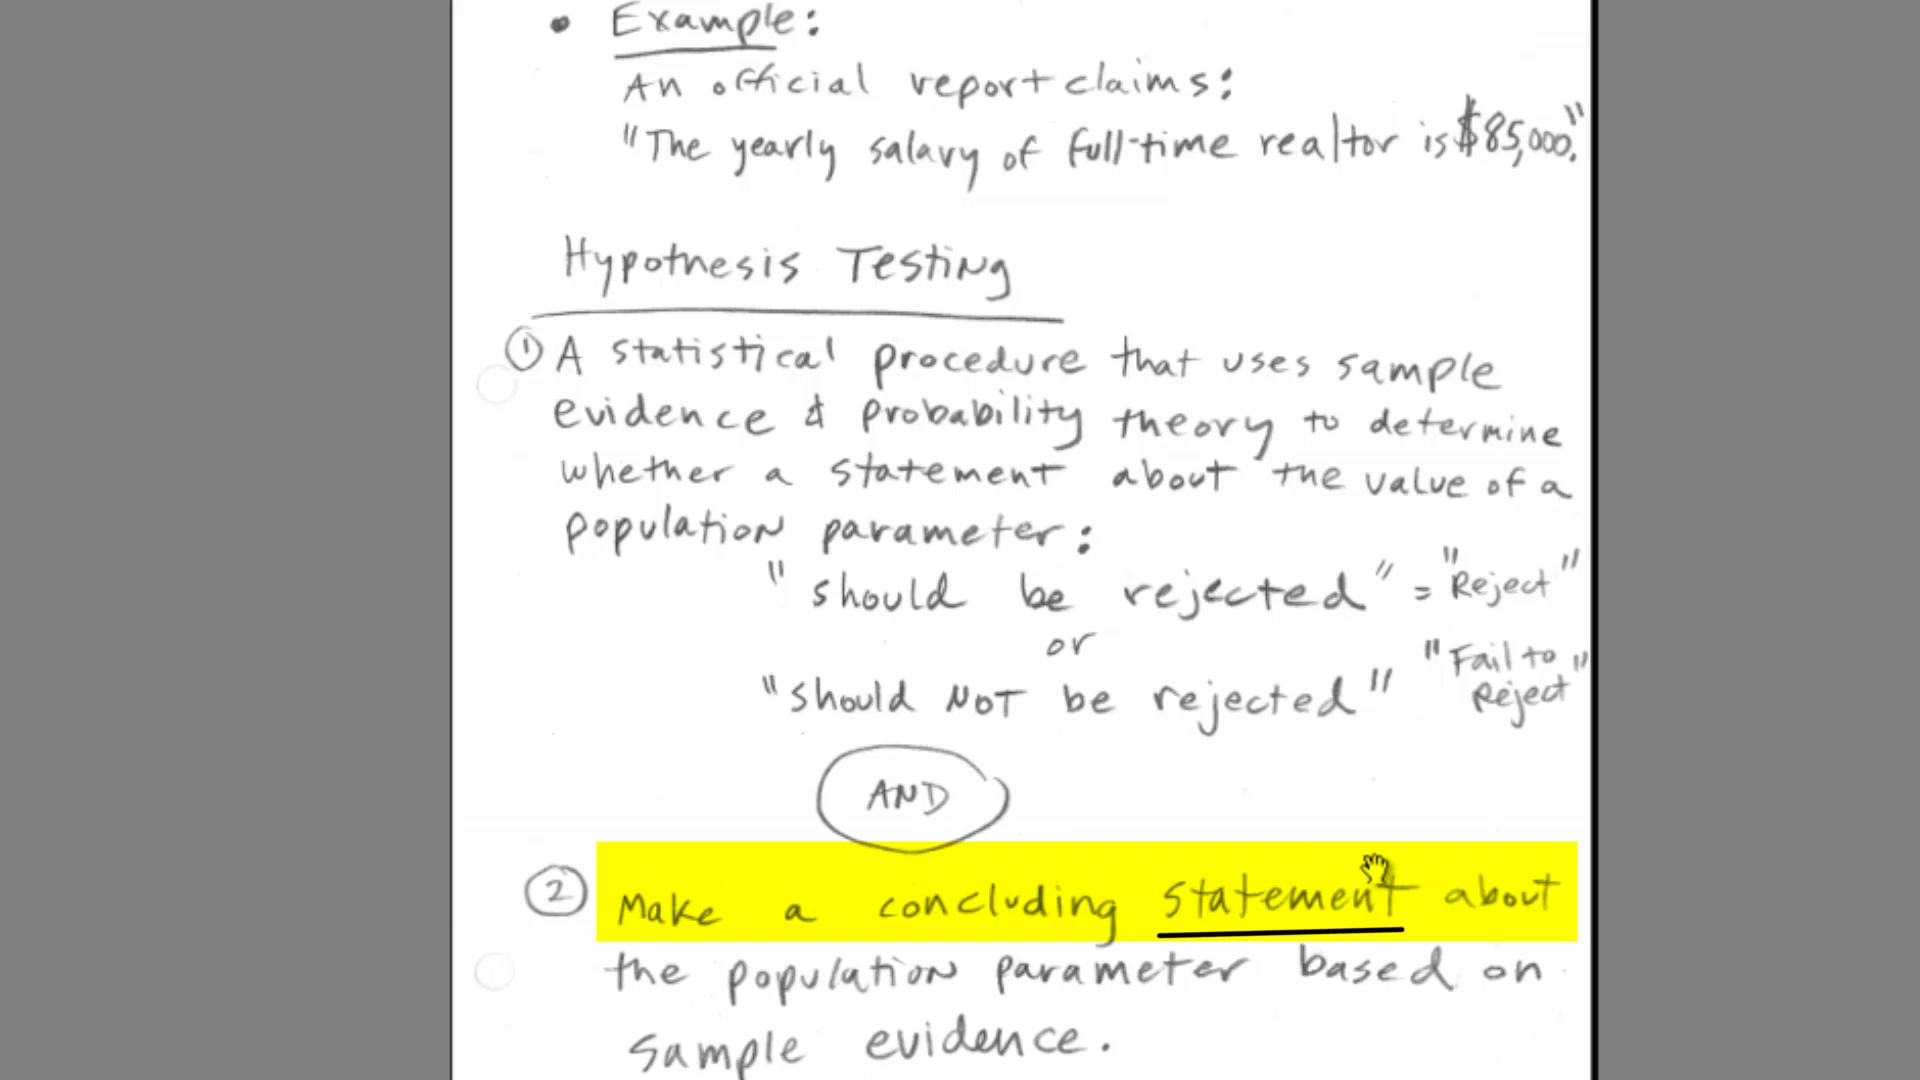 • Example:
An official report claims:
"The yearly salary of full-time realtor is $85,000."
Hypothesis Testing
① A statistical procedure that uses sample
evidence & probability theory to determine
whether a statement about the value of a
population parameter:
"should be rejected" = "Reject"
or
"should NOT be rejected" "Fail to Reject"
AND
② Make a concluding statement about
the population parameter based on
sample evidence.